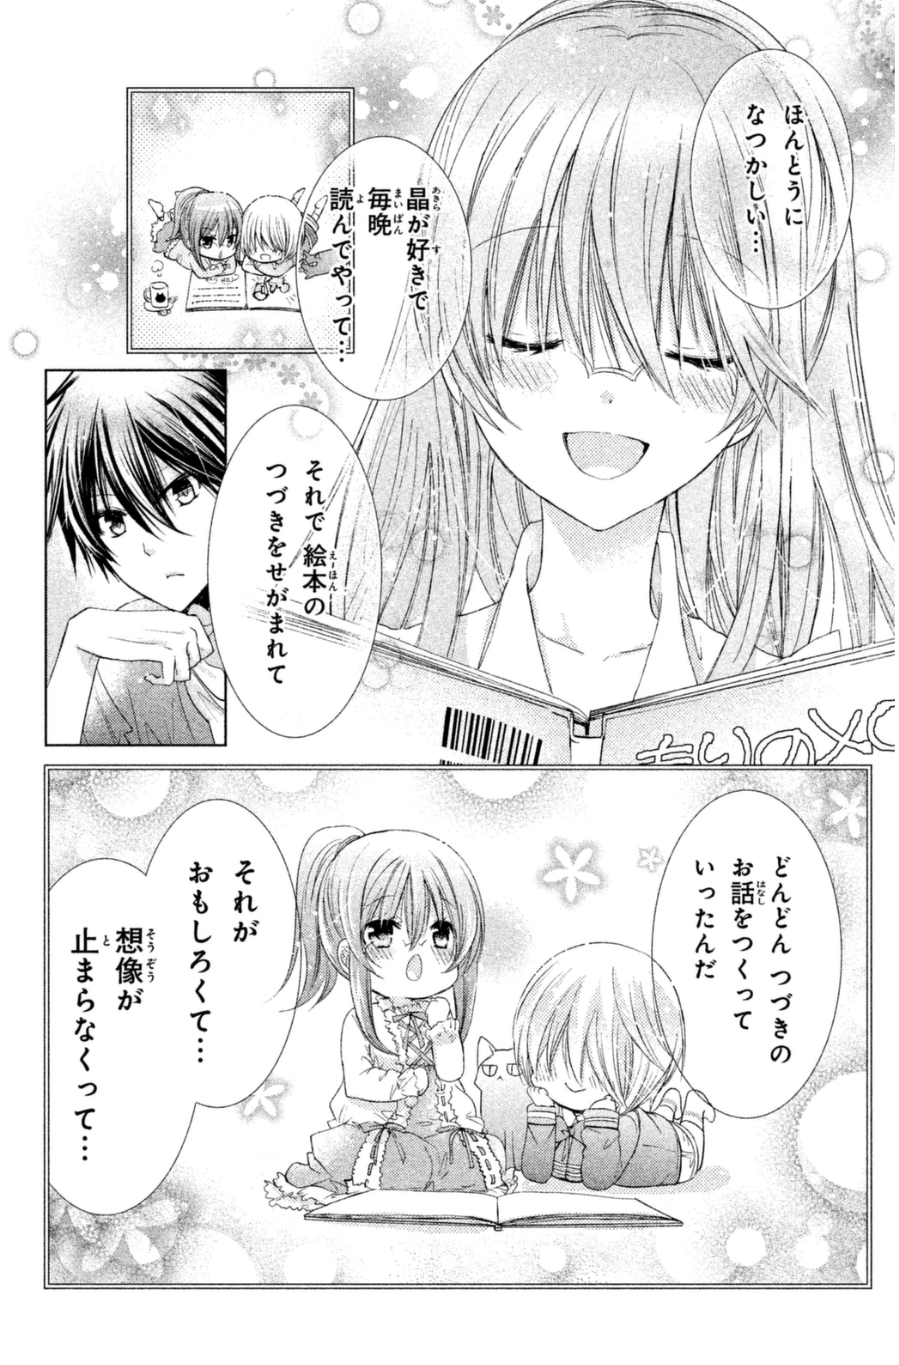 ほんとうに
なつかしい…
晶が好きで
毎晩
読んでやって…
それで 絵本の
つづきをせがまれて
もりの
どんどん つづきの
お話をつくって
いったんだ
それが
おもしろくて…
想像が
止まらなくって…